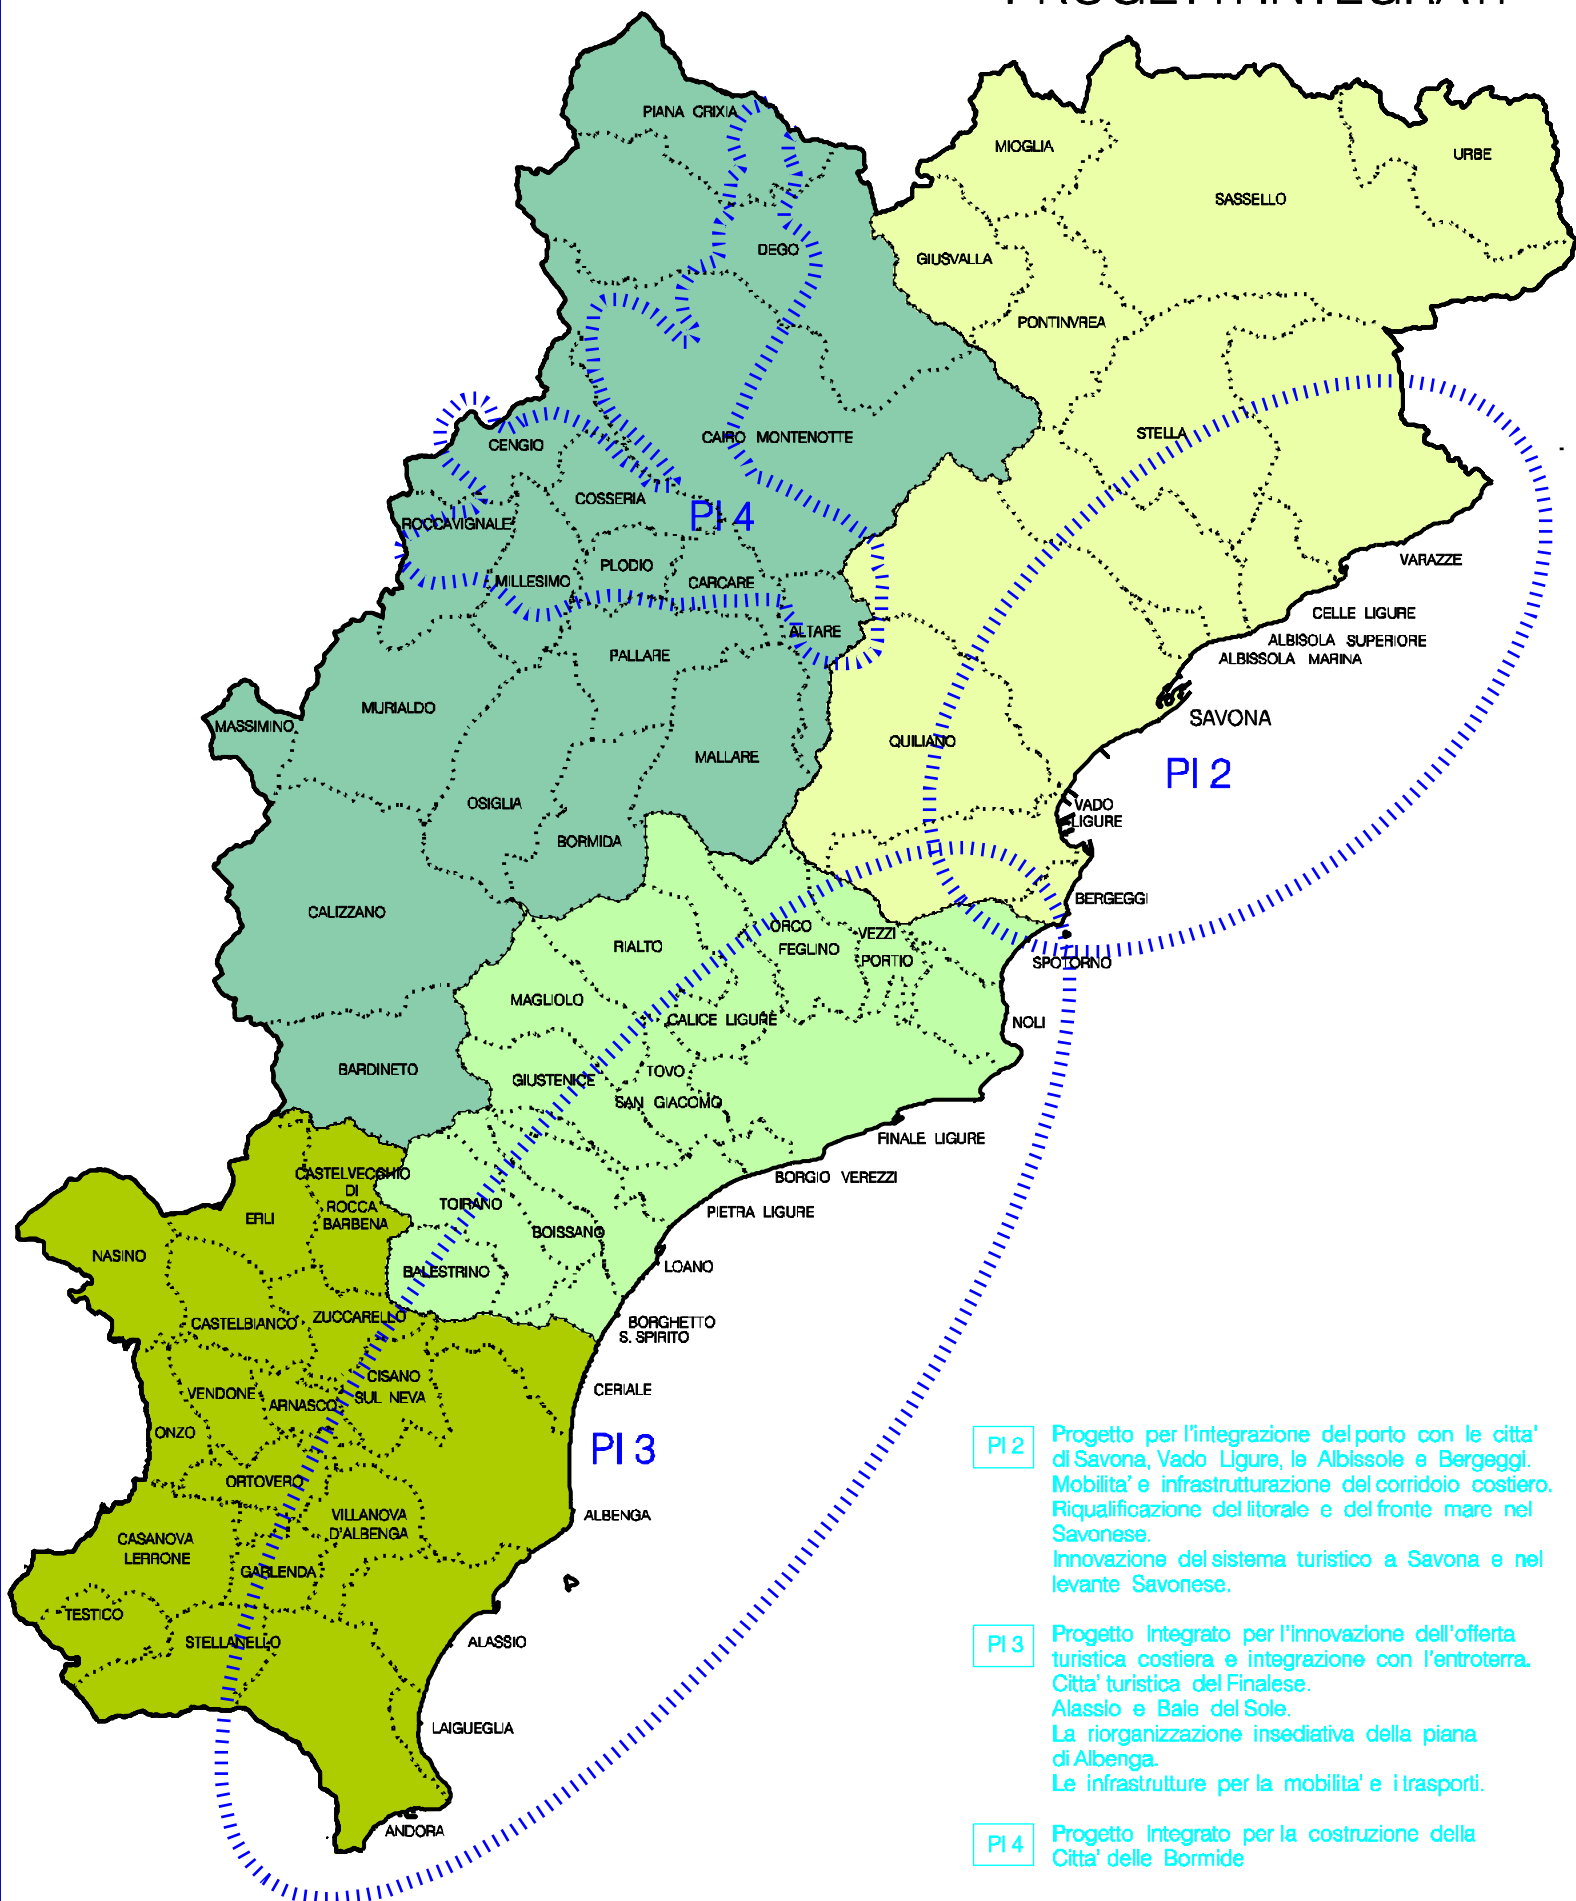 PROGETTI INTEGRATI
PIANA CRIXIA
MIOGLIA
URBE
SASSELLO
DEGO
GIUSVALLA
PONTINVREA
STELLA
CAIRO MONTENOTTE
CENGIO
COSSERIA
PI 4
ROCCAVIGNALE
PLODIO
MILLESIMO
CARCARE
VARAZZE
CELLE LIGURE
ALTARE
ALBISOLA SUPERIORE
PALLARE
ALBISSOLA MARINA
MURIALDO
SAVONA
MASSIMINO
QUILIANO
MALLARE
PI 2
OSIGLIA
VADO
LIGURE
BORMIDA
BERGEGGI
CALIZZANO
ORCO
FEGLINO
VEZZI
PORTIO
RIALTO
SPOTORNO
MAGLIOLO
CALICE LIGURE
NOLI
BARDINETO
GIUSTENICE
TOVO
SAN GIACOMO
FINALE LIGURE
CASTELVECCHIO
DI
ROCCA
BARBENA
BORGIO VEREZZI
TOIRANO
PIETRA LIGURE
ERLI
BOISSANO
NASINO
LOANO
BALESTRINO
CASTELBIANCO
ZUCCARELLO
BORGHETTO
S. SPIRITO
CISANO
SUL NEVA
CERIALE
VENDONE
ARNASCO
ONZO
PI 3
ORTOVERO
VILLANOVA
D'ALBENGA
ALBENGA
CASANOVA
LERRONE
GARLENDA
TESTICO
STELLANELLO
ALASSIO
LAIGUEGLIA
ANDORA
PI 2
Progetto per l'integrazione del porto con le citta'
di Savona, Vado Ligure, le Albissole e Bergeggi.
Mobilita' e infrastrutturazione del corridoio costiero.
Riqualificazione del litorale e del fronte mare nel
Savonese.
Innovazione del sistema turistico a Savona e nel
levante Savonese.
PI 3
Progetto Integrato per l'innovazione dell'offerta
turistica costiera e integrazione con l'entroterra.
Citta' turistica del Finalese.
Alassio e Baie del Sole.
La riorganizzazione insediativa della piana
di Albenga.
Le infrastrutture per la mobilita' e i trasporti.
PI 4
Progetto Integrato per la costruzione della
Citta' delle Bormide